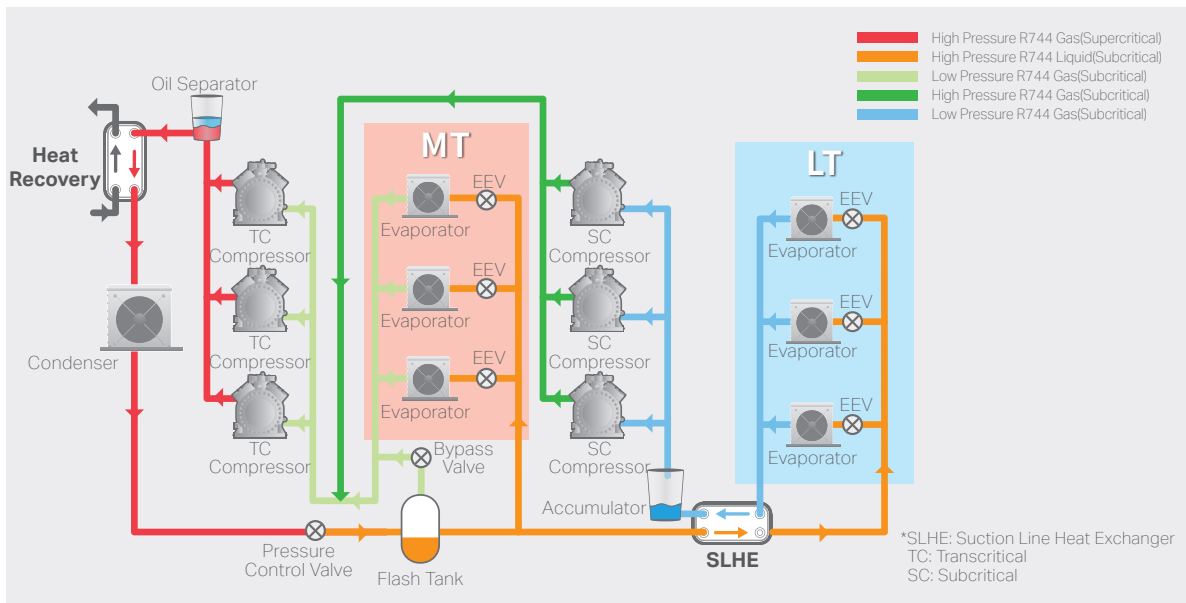 High Pressure R744 Gas(Supercritical)
High Pressure R744 Liquid(Subcritical)
Low Pressure R744 Gas(Subcritical)
High Pressure R744 Gas(Subcritical)
Low Pressure R744 Gas(Subcritical)
Oil Separator
Heat
Recovery
Condenser
TC
Compressor
TC
Compressor
TC
Compressor
MT
EEV
Evaporator
EEV
Evaporator
EEV
Evaporator
Bypass
Valve
SC
Compressor
SC
Compressor
SC
Compressor
LT
EEV
Evaporator
EEV
Evaporator
EEV
Evaporator
Accumulator
SLHE
Pressure
Control Valve
Flash Tank
*SLHE: Suction Line Heat Exchanger
TC: Transcritical
SC: Subcritical